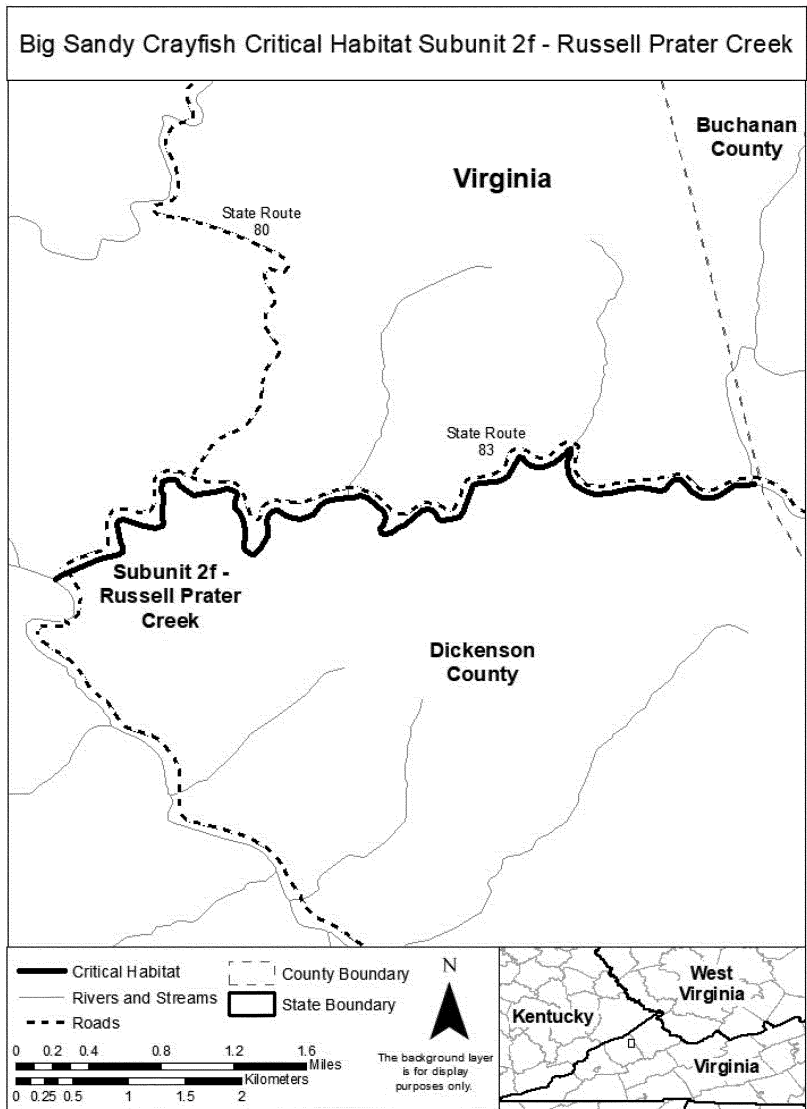 Big Sandy Crayfish Critical Habitat Subunit 2f - Russell Prater Creek
Buchanan
County
Virginia
State Route
80
State Route
83
Subunit 2f -
Russell Prater
Creek
Dickenson
County
Critical Habitat
Rivers and Streams
Roads
County Boundary
State Boundary
N
The background layer
is for display
purposes only.
0 0.2 0.4 0.8 1.2 1.6
Miles
Kilometers
0 0.25 0.5 1 1.5 2
West
Virginia
Kentucky
Virginia